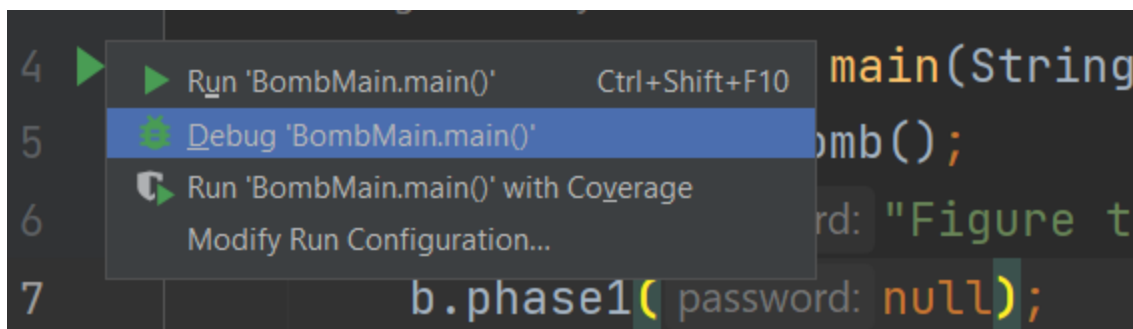 4 Run 'BombMain.main()' Ctrl+Shift+F10 main(String
5 Debug 'BombMain.main()' omb();
Run 'BombMain.main()' with Coverage
6 rd: "Figure t
Modify Run Configuration...
7 b.phase1( password: null);